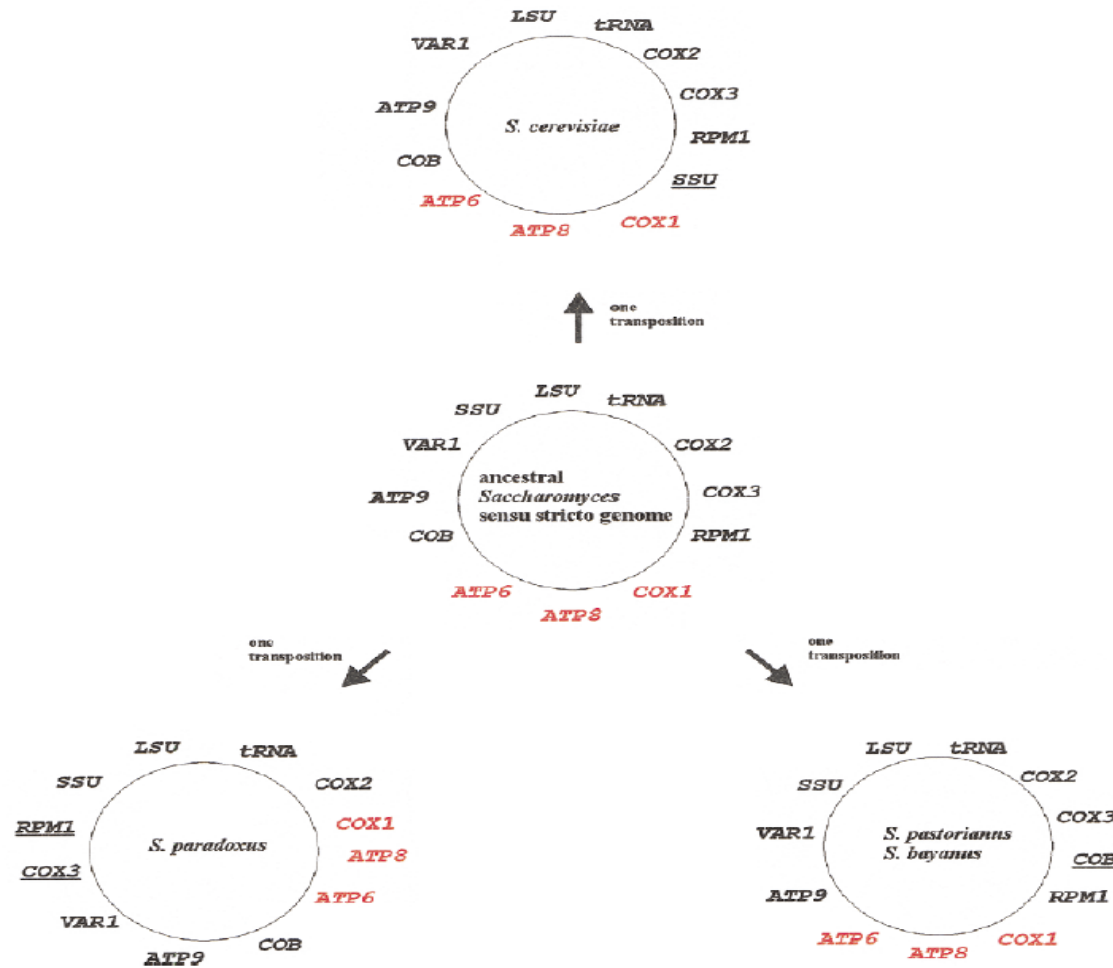 LSU
tRNA
VAR1
COX2
COX3
ATP9
S. cerevisiae
RPM1
COB
SSU
ATP6
COX1
ATP8
one
transposition
LSU
tRNA
SSU
VAR1
COX2
ancestral
Saccharomyces
sensu stricto genome
ATP9
COX3
COB
RPM1
ATP6
COX1
ATP8
one
transposition
one
transposition
LSU
tRNA
SSU
COX2
RPM1
COX1
S. paradoxus
ATP8
COX3
ATP6
VAR1
COB
ATP9
LSU
tRNA
SSU
COX2
COX3
VAR1
S. pastorianus
S. bayanus
COB
ATP9
RPM1
ATP6
COX1
ATP8